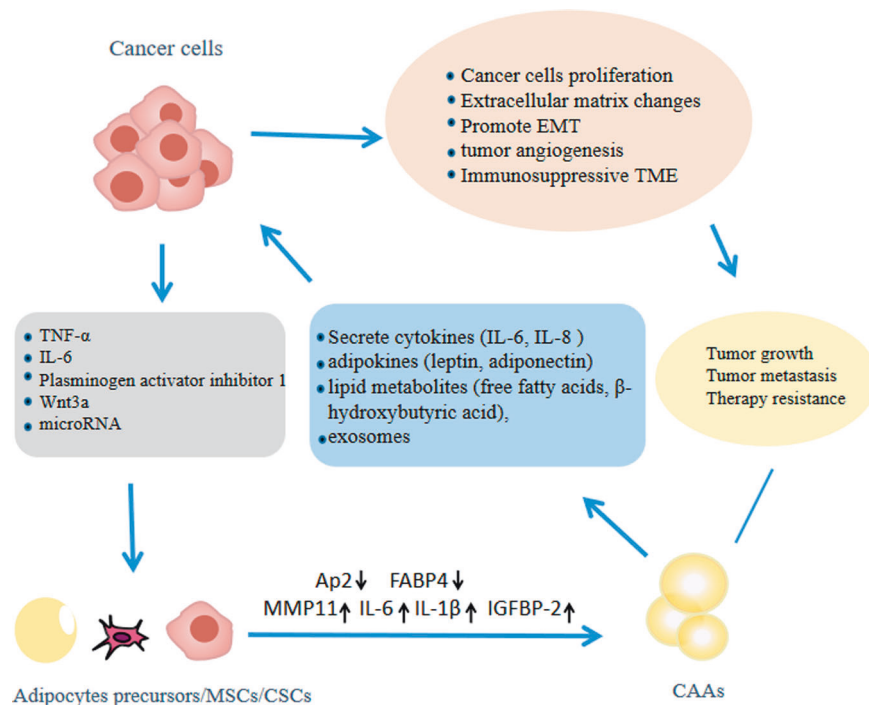 Cancer cells
Cancer cells proliferation
Extracellular matrix changes
Promote EMT
tumor angiogenesis
Immunosuppressive TME
TNF-α
IL-6
Plasminogen activator inhibitor 1
Wnt3a
microRNA
Secrete cytokines (IL-6, IL-8 )
adipokines (leptin, adiponectin)
lipid metabolites (free fatty acids, β-
hydroxybutyric acid),
exosomes
Tumor growth
Tumor metastasis
Therapy resistance
Ap2↓ FABP4↓
MMP11↑ IL-6↑ IL-1β↑ IGFBP-2↑
Adipocytes precursors/MSCs/CSCs
CAAs